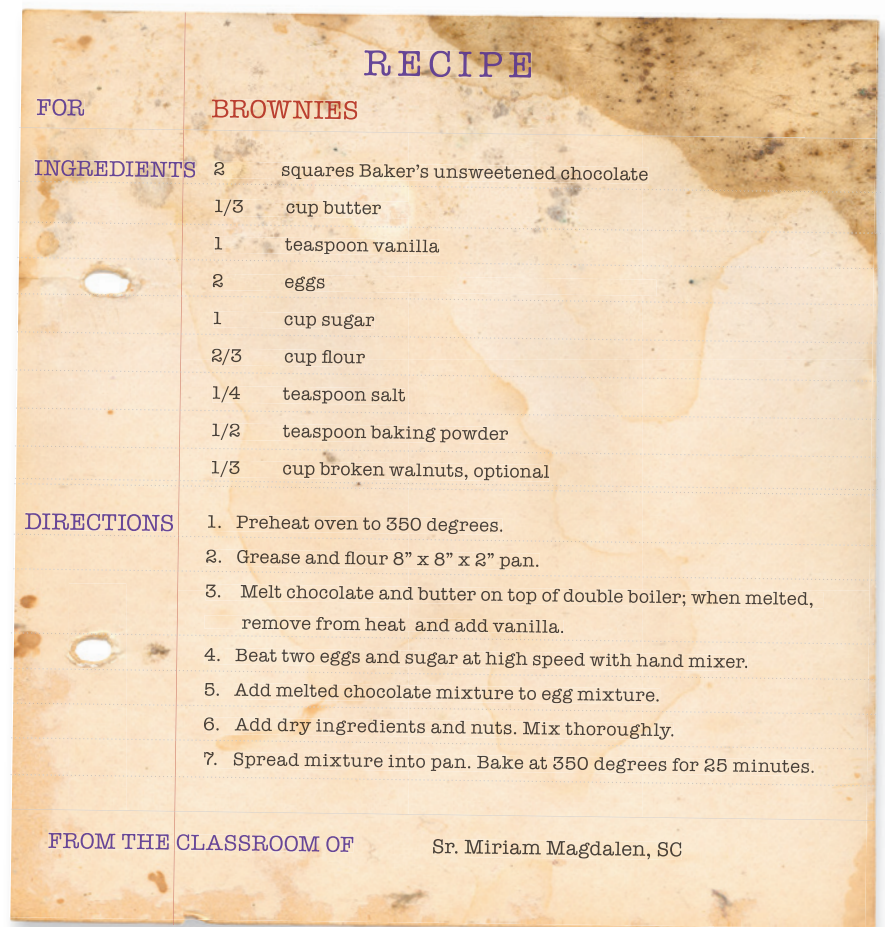 RECIPE
FOR BROWNIES
INGREDIENTS 2 squares Baker's unsweetened chocolate
1/3 cup butter
1 teaspoon vanilla
2 eggs
1 cup sugar
2/3 cup flour
1/4 teaspoon salt
1/2 teaspoon baking powder
1/3 cup broken walnuts, optional
DIRECTIONS 1. Preheat oven to 350 degrees.
2. Grease and flour 8” x 8” x 2” pan.
3. Melt chocolate and butter on top of double boiler; when melted,
remove from heat and add vanilla.
4. Beat two eggs and sugar at high speed with hand mixer.
5. Add melted chocolate mixture to egg mixture.
6. Add dry ingredients and nuts. Mix thoroughly.
7. Spread mixture into pan. Bake at 350 degrees for 25 minutes.
FROM THE CLASSROOM OF Sr. Miriam Magdalen, SC